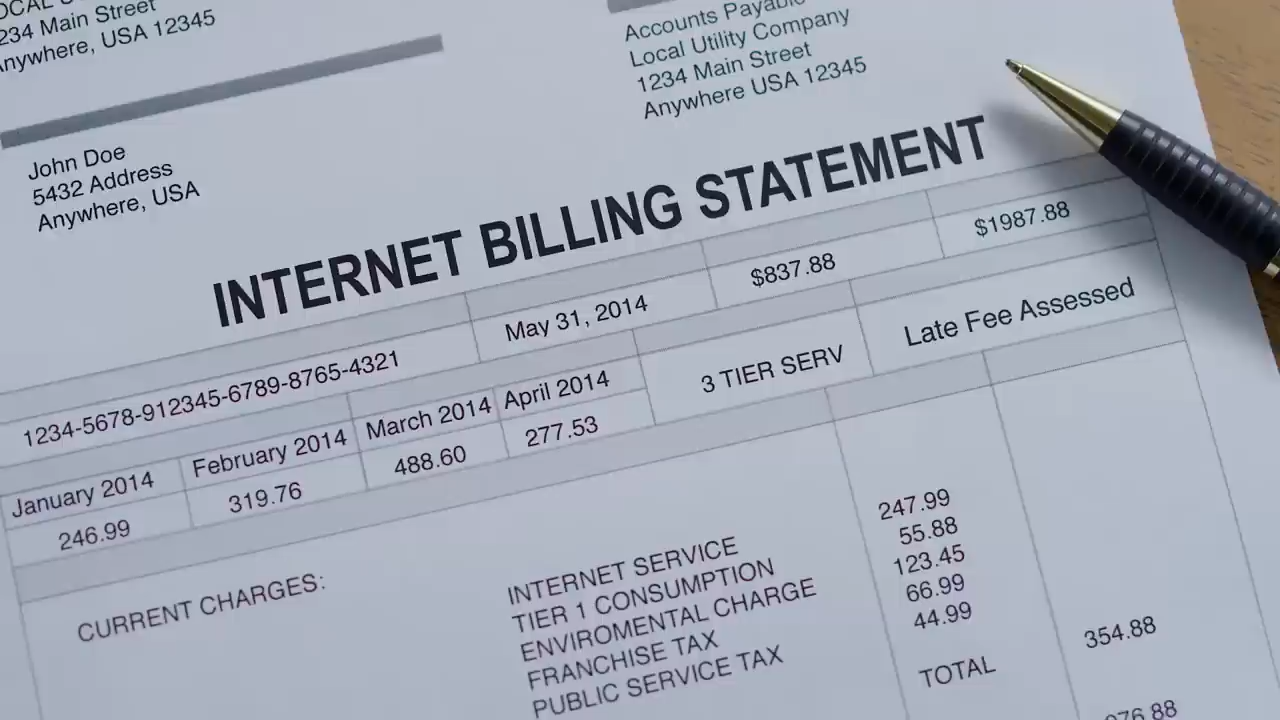 1234 Main Street
Anywhere, USA 12345
Accounts Payable
Local Utility Company
1234 Main Street
Anywhere USA 12345
John Doe
5432 Address
Anywhere, USA
INTERNET BILLING STATEMENT
1234-5678-912345-6789-8765-4321 May 31, 2014 $837.88 $1987.88
January 2014 February 2014 March 2014 April 2014 3 TIER SERV Late Fee Assessed
246.99 319.76 488.60 277.53
CURRENT CHARGES:
INTERNET SERVICE 247.99
TIER 1 CONSUMPTION 55.88
ENVIROMENTAL CHARGE 123.45
FRANCHISE TAX 66.99
PUBLIC SERVICE TAX 44.99
TOTAL 354.88